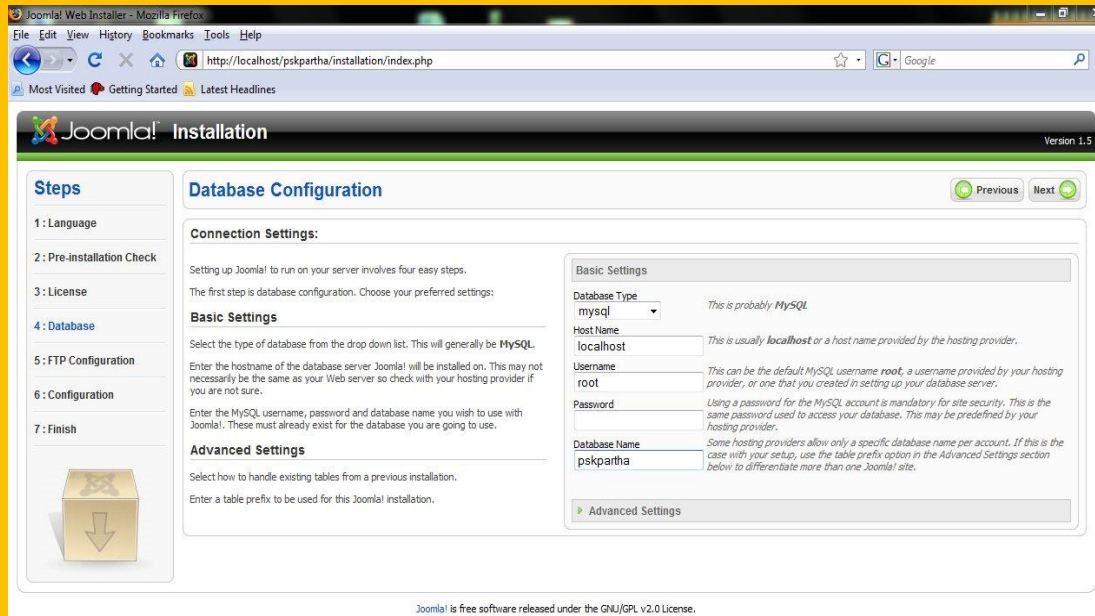 Joomla! Web Installer - Mozilla Firefox
File Edit View History Bookmarks Tools Help
http://localhost/pskpartha/installation/index.php
G Google
Most Visited Getting Started Latest Headlines
Joomla! Installation
Version 1.5
Steps
1 : Language
2 : Pre-installation Check
3 : License
4 : Database
5 : FTP Configuration
6 : Configuration
7 : Finish
Database Configuration
Previous Next
Connection Settings:
Setting up Joomla! to run on your server involves four easy steps.
The first step is database configuration. Choose your preferred settings:
Basic Settings
Select the type of database from the drop down list. This will generally be MySQL.
Enter the hostname of the database server Joomla! will be installed on. This may not
necessarily be the same as your Web server so check with your hosting provider if
you are not sure.
Enter the MySQL username, password and database name you wish to use with
Joomla!. These must already exist for the database you are going to use.
Advanced Settings
Select how to handle existing tables from a previous installation.
Enter a table prefix to be used for this Joomla! installation.
Basic Settings
Database Type
mysql
This is probably MySQL
Host Name
localhost
This is usually localhost or a host name provided by the hosting provider.
Username
root
This can be the default MySQL username root, a username provided by your hosting
provider, or one that you created in setting up your database server.
Password
Using a password for the MySQL account is mandatory for site security. This is the
same password used to access your database. This may be predefined by your
hosting provider.
Database Name
pskpartha
Some hosting providers allow only a specific database name per account. If this is the
case with your setup, use the table prefix option in the Advanced Settings section
below to differentiate more than one Joomla! site.
Advanced Settings
Joomla! is free software released under the GNU/GPL v2.0 License.